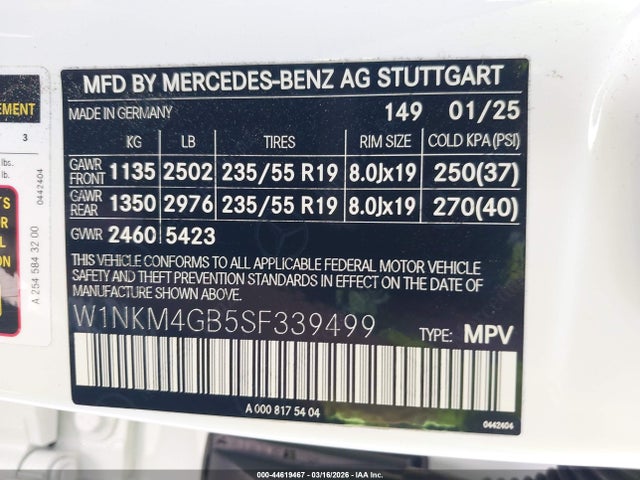 MFD BY MERCEDES-BENZ AG STUTTGART
MADE IN GERMANY 149 01/25
KG LB TIRES RIM SIZE COLD KPA(PSI)
GAWR FRONT 1135 2502 235/55 R19 8.0Jx19 250(37)
GAWR REAR 1350 2976 235/55 R19 8.0Jx19 270(40)
GVWR 2460 5423
THIS VEHICLE CONFORMS TO ALL APPLICABLE FEDERAL MOTOR VEHICLE
SAFETY AND THEFT PREVENTION STANDARDS IN EFFECT ON THE DATE OF
MANUFACTURE SHOWN ABOVE.
W1NKM4GB5SF339499 TYPE: MPV
A 000 817 54 04
0442404
EMENT
3
lbs.
0442404
A 254 584 32 00
000-44619467 | 03/16/2026 | IAA, Inc.